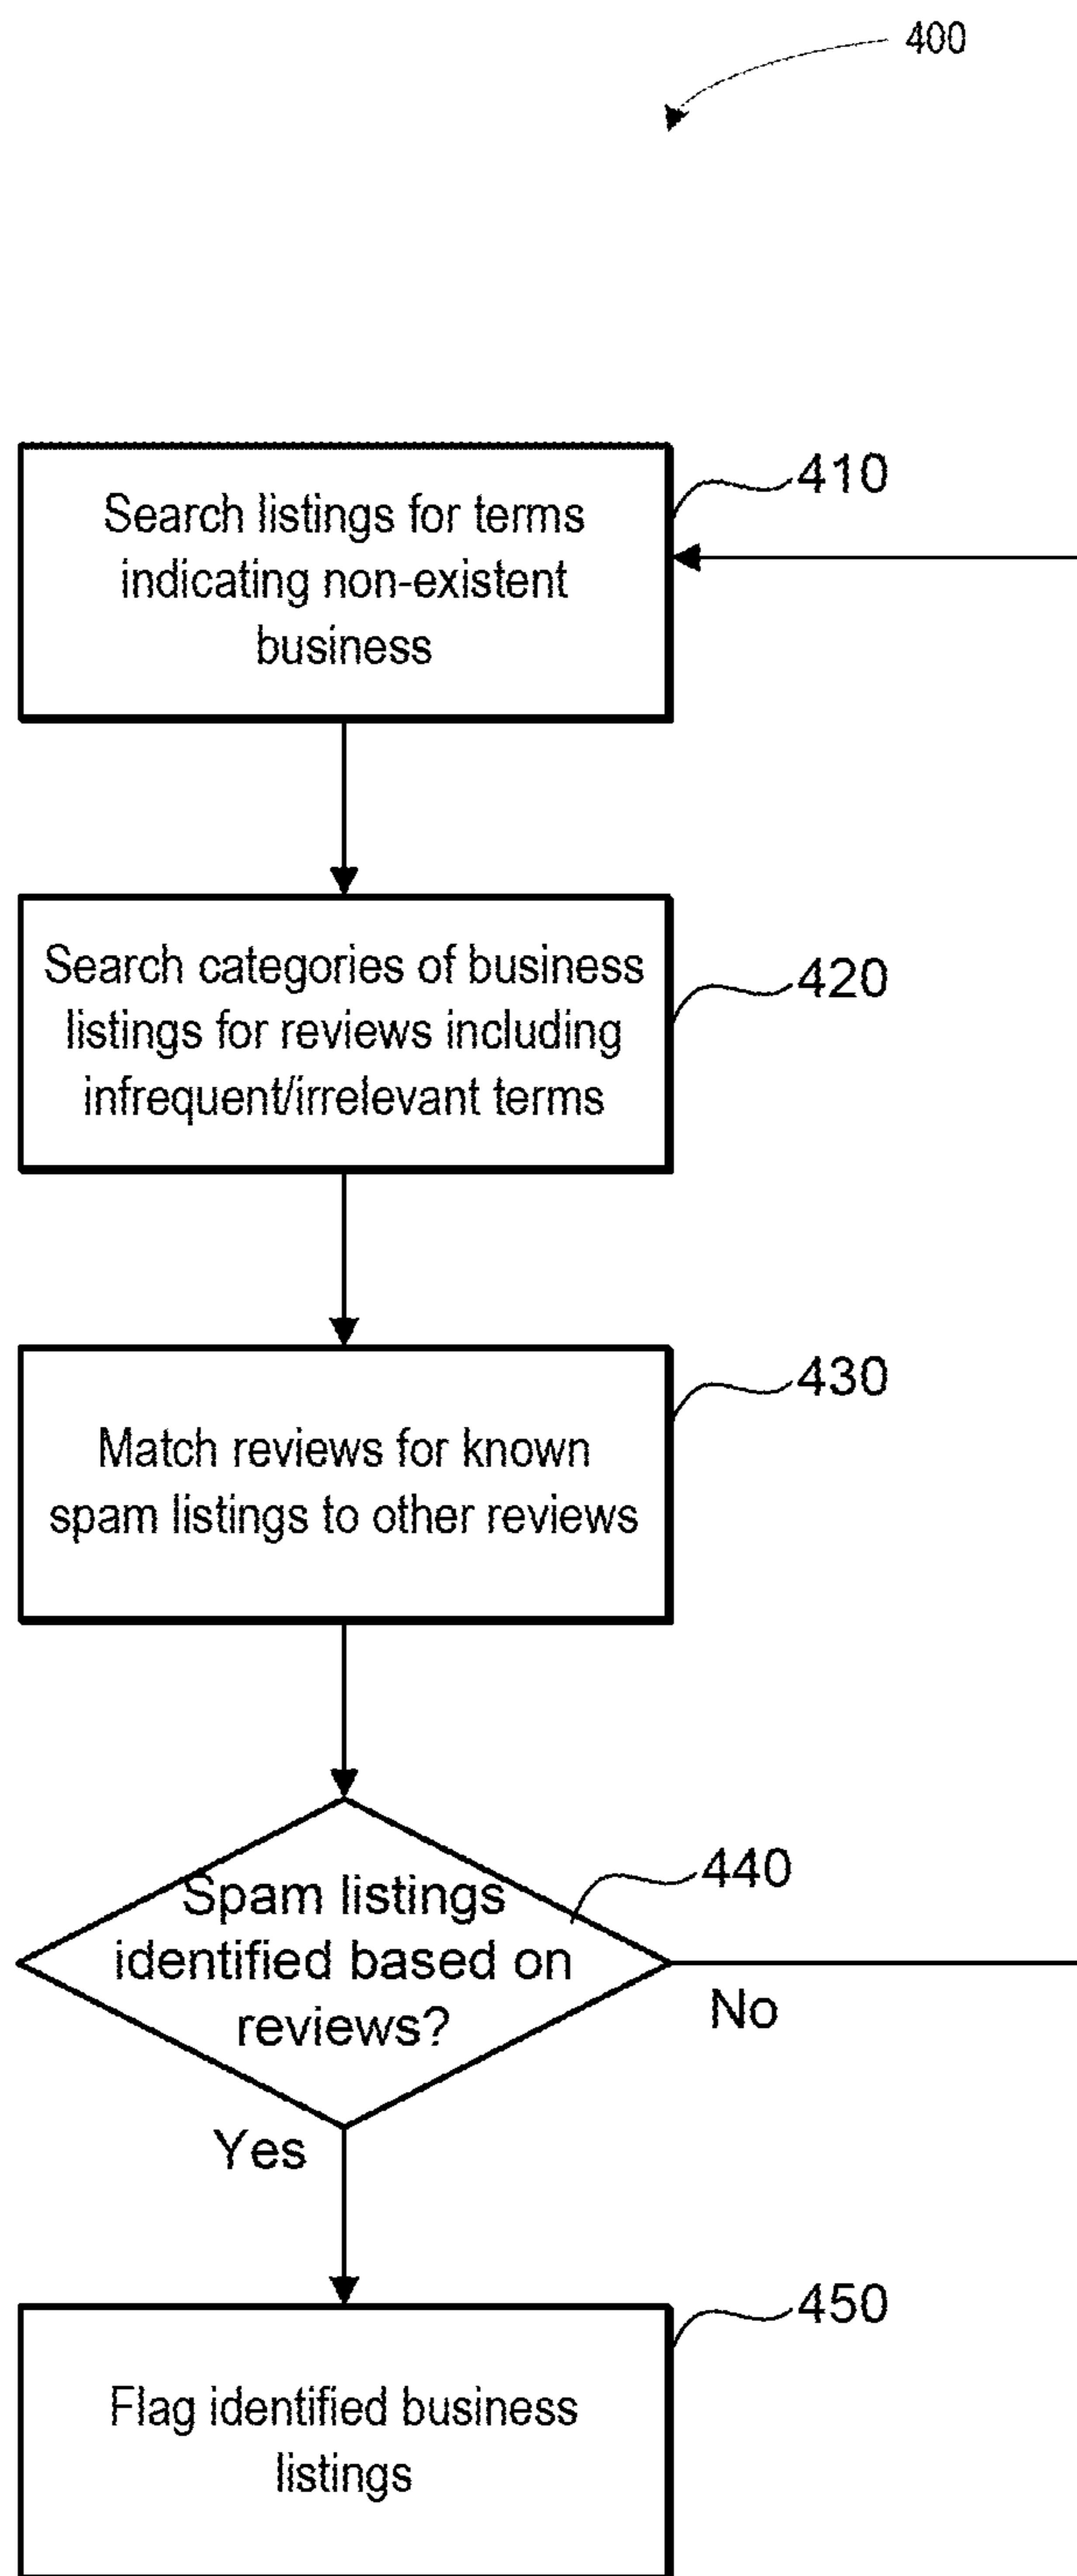 400
Search listings for terms
indicating non-existent
business
410
Search categories of business
listings for reviews including
infrequent/irrelevant terms
420
Match reviews for known
spam listings to other reviews
430
Spam listings
identified based on
reviews?
440
No
Yes
Flag identified business
listings
450